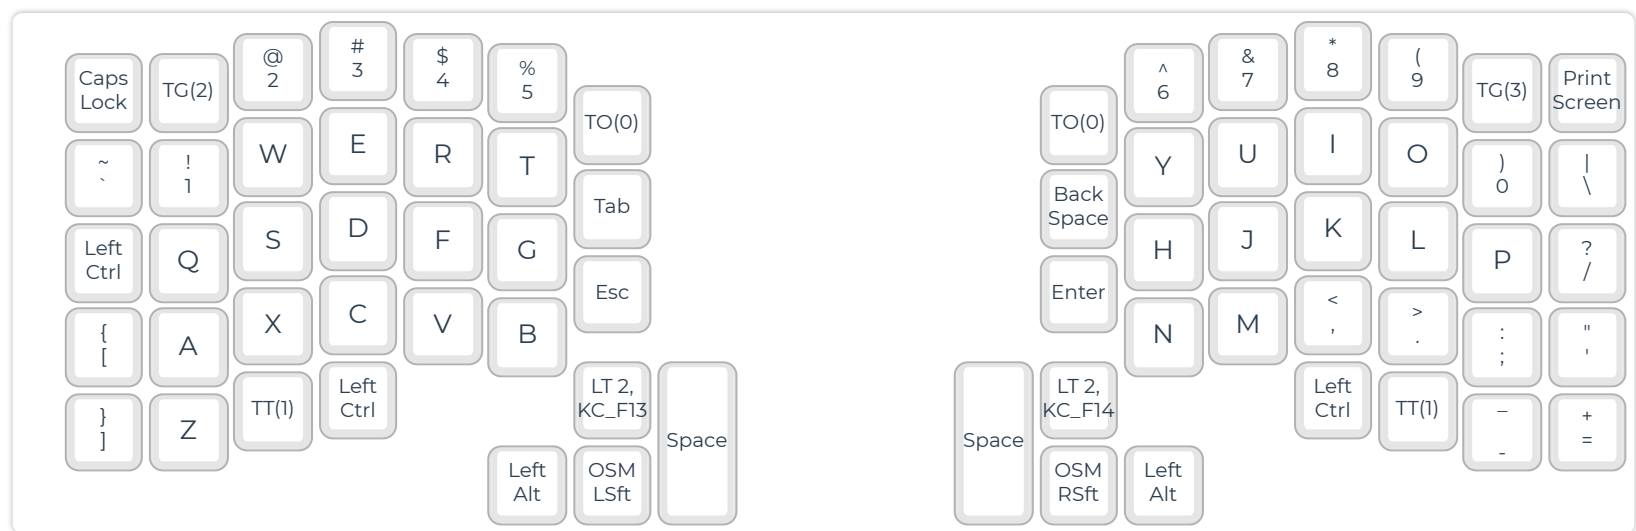 Caps
Lock
TG(2)
@
2
#
3
$
4
%
5
TO(0)
~
`
!
1
W
E
R
T
Tab
Left
Ctrl
Q
S
D
F
G
Esc
{
[
A
X
C
V
B
}
]
Z
TT(1)
Left
Ctrl
LT 2,
KC_F13
Space
Left
Alt
OSM
LSft
TO(0)
^
6
&
7
*
8
(
9
TG(3)
Print
Screen
Back
Space
Y
U
I
O
)
0
|
\
Enter
H
J
K
L
P
?
/
N
M
<
,
>
.
:
;
"
'
Space
LT 2,
KC_F14
Left
Ctrl
TT(1)
_
-
+
=
OSM
RSft
Left
Alt